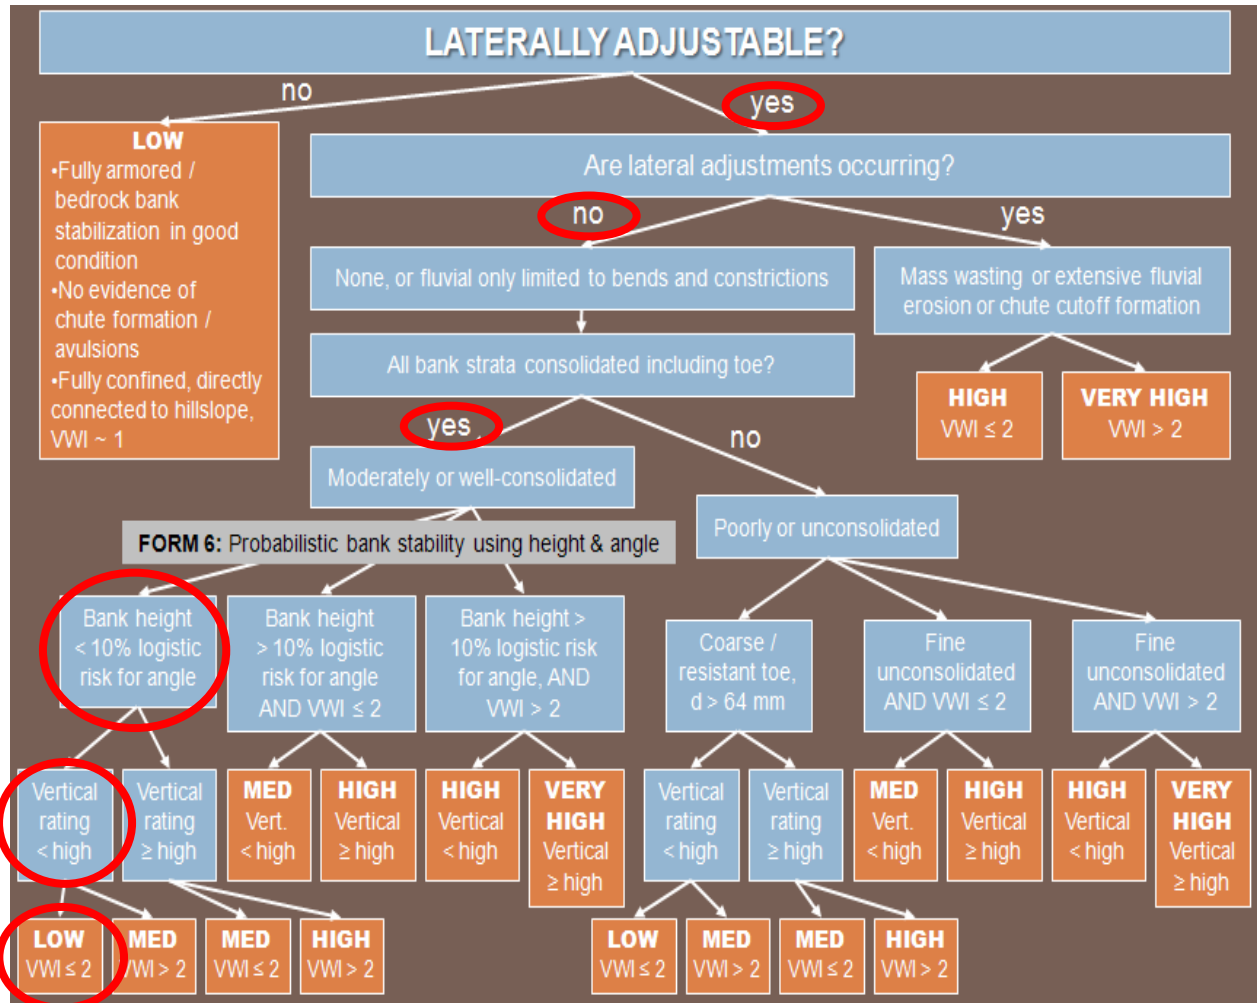 LATERALLY ADJUSTABLE?
no
yes
LOW
•Fully armored /
bedrock bank
stabilization in good
condition
•No evidence of
chute formation /
avulsions
•Fully confined, directly
connected to hillslope,
VWI ~ 1
Are lateral adjustments occurring?
no
yes
None, or fluvial only limited to bends and constrictions
Mass wasting or extensive fluvial
erosion or chute cutoff formation
All bank strata consolidated including toe?
HIGH
VWI ≤ 2
VERY HIGH
VWI > 2
yes
no
Moderately or well-consolidated
Poorly or unconsolidated
FORM 6: Probabilistic bank stability using height & angle
Bank height
< 10% logistic
risk for angle
Bank height
> 10% logistic
risk for angle
AND VWI ≤ 2
Bank height >
10% logistic risk
for angle, AND
VWI > 2
Coarse /
resistant toe,
d > 64 mm
Fine
unconsolidated
AND VWI ≤ 2
Fine
unconsolidated
AND VWI > 2
Vertical
rating
< high
Vertical
rating
≥ high
MED
Vert.
< high
HIGH
Vertical
≥ high
HIGH
Vertical
< high
VERY
HIGH
Vertical
≥ high
Vertical
rating
< high
Vertical
rating
≥ high
MED
Vert.
< high
HIGH
Vertical
≥ high
HIGH
Vertical
< high
VERY
HIGH
Vertical
≥ high
LOW
VWI ≤ 2
MED
VWI > 2
MED
VWI ≤ 2
HIGH
VWI > 2
LOW
VWI ≤ 2
MED
VWI > 2
MED
VWI ≤ 2
HIGH
VWI > 2